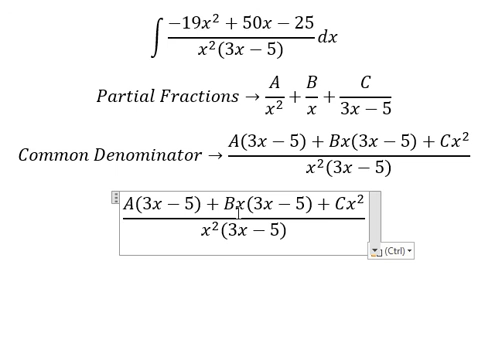 ∫ (−19x² + 50x − 25)/(x²(3x − 5)) dx
Partial Fractions → A/x² + B/x + C/(3x − 5)
Common Denominator → (A(3x − 5) + Bx(3x − 5) + Cx²)/(x²(3x − 5))
(A(3x − 5) + Bx(3x − 5) + Cx²)/(x²(3x − 5))
(Ctrl)